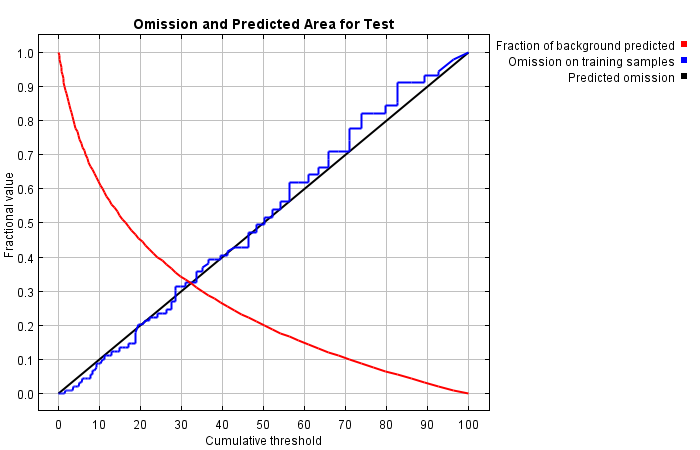 Omission and Predicted Area for Test
Fraction of background predicted
Omission on training samples
Predicted omission
Fractional value
1.0
0.9
0.8
0.7
0.6
0.5
0.4
0.3
0.2
0.1
0.0
0 10 20 30 40 50 60 70 80 90 100
Cumulative threshold